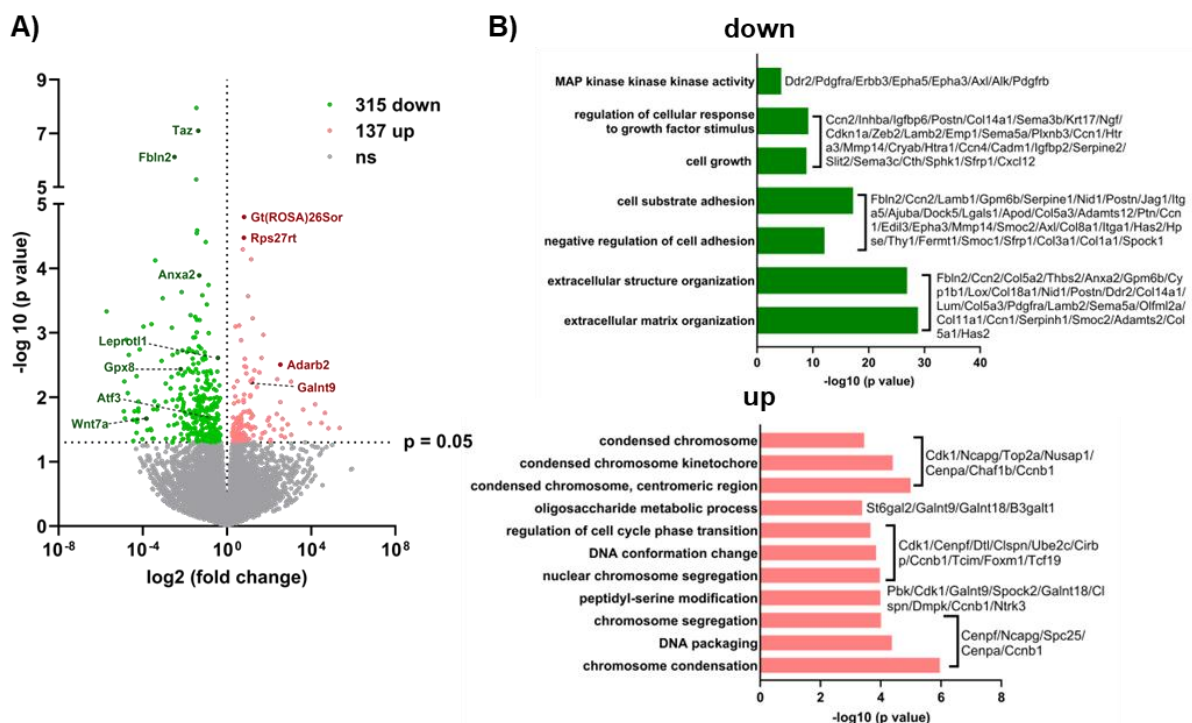 A)
9
8
7
6
5
5
4
3
2
1
0
-log 10 (p value)
Taz
Fbln2
315 down
137 up
ns
Gt(ROSA)26Sor
Rps27rt
Anxa2
Leprotl1
Gpx8
Atf3
Wnt7a
Adarb2
Galnt9
p = 0.05
10-8
10-4
100
104
108
log2 (fold change)
B)
down
MAP kinase kinase kinase activity
Ddr2/Pdgfra/Erbb3/Epha5/Epha3/Axl/Alk/Pdgfrb
regulation of cellular response
to growth factor stimulus
cell growth
Ccn2/Inhba/Igfbp6/Postn/Col14a1/Sema3b/Krt17/Ngf/
Cdkn1a/Zeb2/Lamb2/Emp1/Sema5a/Plxnb3/Ccn1/Htr
a3/Mmp14/Cryab/Htra1/Ccn4/Cadm1/Igfbp2/Serpine2/
Slit2/Sema3c/Cth/Sphk1/Sfrp1/Cxcl12
cell substrate adhesion
negative regulation of cell adhesion
Fbln2/Ccn2/Lamb1/Gpm6b/Serpine1/Nid1/Postn/Jag1/Itg
a5/Ajuba/Dock5/Lgals1/Apod/Col5a3/Adamts12/Ptn/Ccn
1/Edil3/Epha3/Mmp14/Smoc2/Axl/Col8a1/Itga1/Has2/Hp
se/Thy1/Fermt1/Smoc1/Sfrp1/Col3a1/Col1a1/Spock1
extracellular structure organization
extracellular matrix organization
Fbln2/Ccn2/Col5a2/Thbs2/Anxa2/Gpm6b/Cy
p1b1/Lox/Col18a1/Nid1/Postn/Ddr2/Col14a1/
Lum/Col5a3/Pdgfra/Lamb2/Sema5a/Olfml2a/
Col11a1/Ccn1/Serpinh1/Smoc2/Adamts2/Col
5a1/Has2
0
10
20
30
40
-log10 (p value)
up
condensed chromosome
condensed chromosome kinetochore
condensed chromosome, centromeric region
Cdk1/Ncapg/Top2a/Nusap1/
Cenpa/Chaf1b/Ccnb1
oligosaccharide metabolic process
St6gal2/Galnt9/Galnt18/B3galt1
regulation of cell cycle phase transition
DNA conformation change
nuclear chromosome segregation
Cdk1/Cenpf/Dtl/Clspn/Ube2c/Cirb
p/Ccnb1/Tcim/Foxm1/Tcf19
peptidyl-serine modification
Pbk/Cdk1/Galnt9/Spock2/Galnt18/Cl
spn/Dmpk/Ccnb1/Ntrk3
chromosome segregation
DNA packaging
chromosome condensation
Cenpf/Ncapg/Spc25/
Cenpa/Ccnb1
0
2
4
6
8
-log10 (p value)